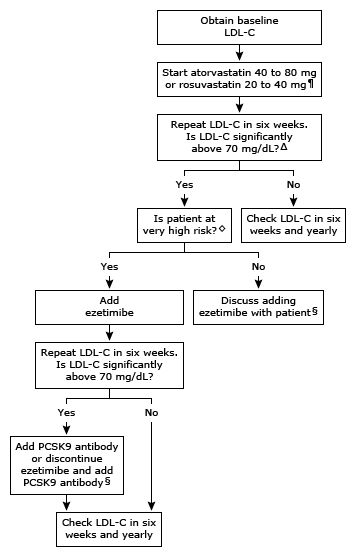 Obtain baseline
LDL-C
Start atorvastatin 40 to 80 mg
or rosuvastatin 20 to 40 mg¶
Repeat LDL-C in six weeks.
Is LDL-C significantly
above 70 mg/dL?Δ
Yes
No
Is patient at
very high risk?◇
Check LDL-C in six
weeks and yearly
Yes
No
Add
ezetimibe
Discuss adding
ezetimibe with patient§
Repeat LDL-C in six weeks.
Is LDL-C significantly
above 70 mg/dL?
Yes
No
Add PCSK9 antibody
or discontinue
ezetimibe and add
PCSK9 antibody§
Check LDL-C in six
weeks and yearly